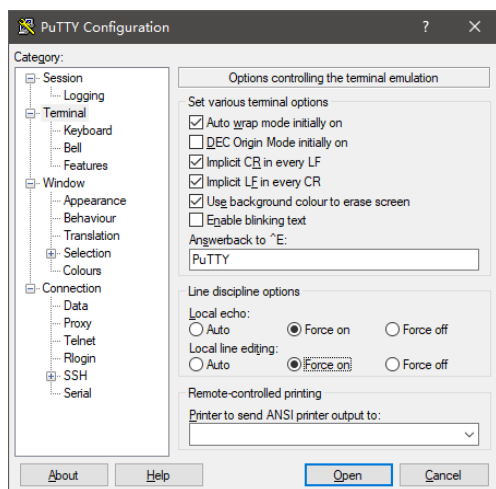 PuTTY Configuration
? ×
Category:
Session
Logging
Terminal
Keyboard
Bell
Features
Window
Appearance
Behaviour
Translation
Selection
Colours
Connection
Data
Proxy
Telnet
Rlogin
SSH
Serial
Options controlling the terminal emulation
Set various terminal options
Auto wrap mode initially on
DEC Origin Mode initially on
Implicit CR in every LF
Implicit LF in every CR
Use background colour to erase screen
Enable blinking text
Answerback to ^E:
PuTTY
Line discipline options
Local echo:
Auto Force on Force off
Local line editing:
Auto Force on Force off
Remote-controlled printing
Printer to send ANSI printer output to:
About Help Open Cancel